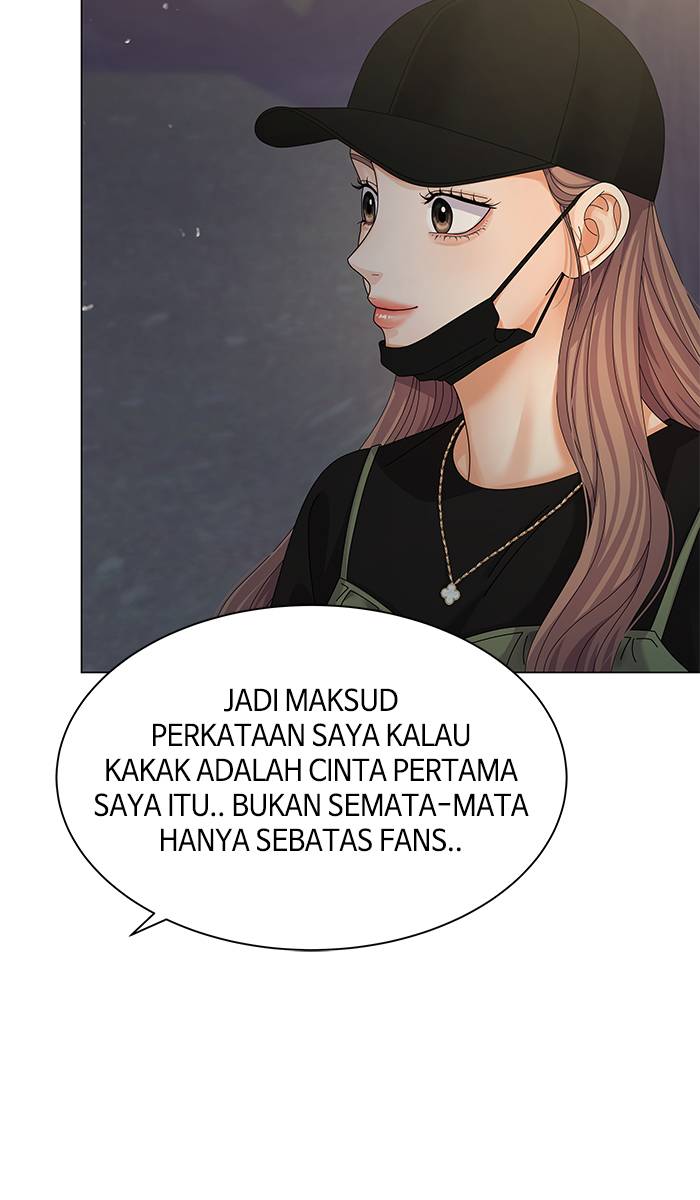 JADI MAKSUD
PERKATAAN SAYA KALAU
KAKAK ADALAH CINTA PERTAMA
SAYA ITU.. BUKAN SEMATA-MATA
HANYA SEBATAS FANS..